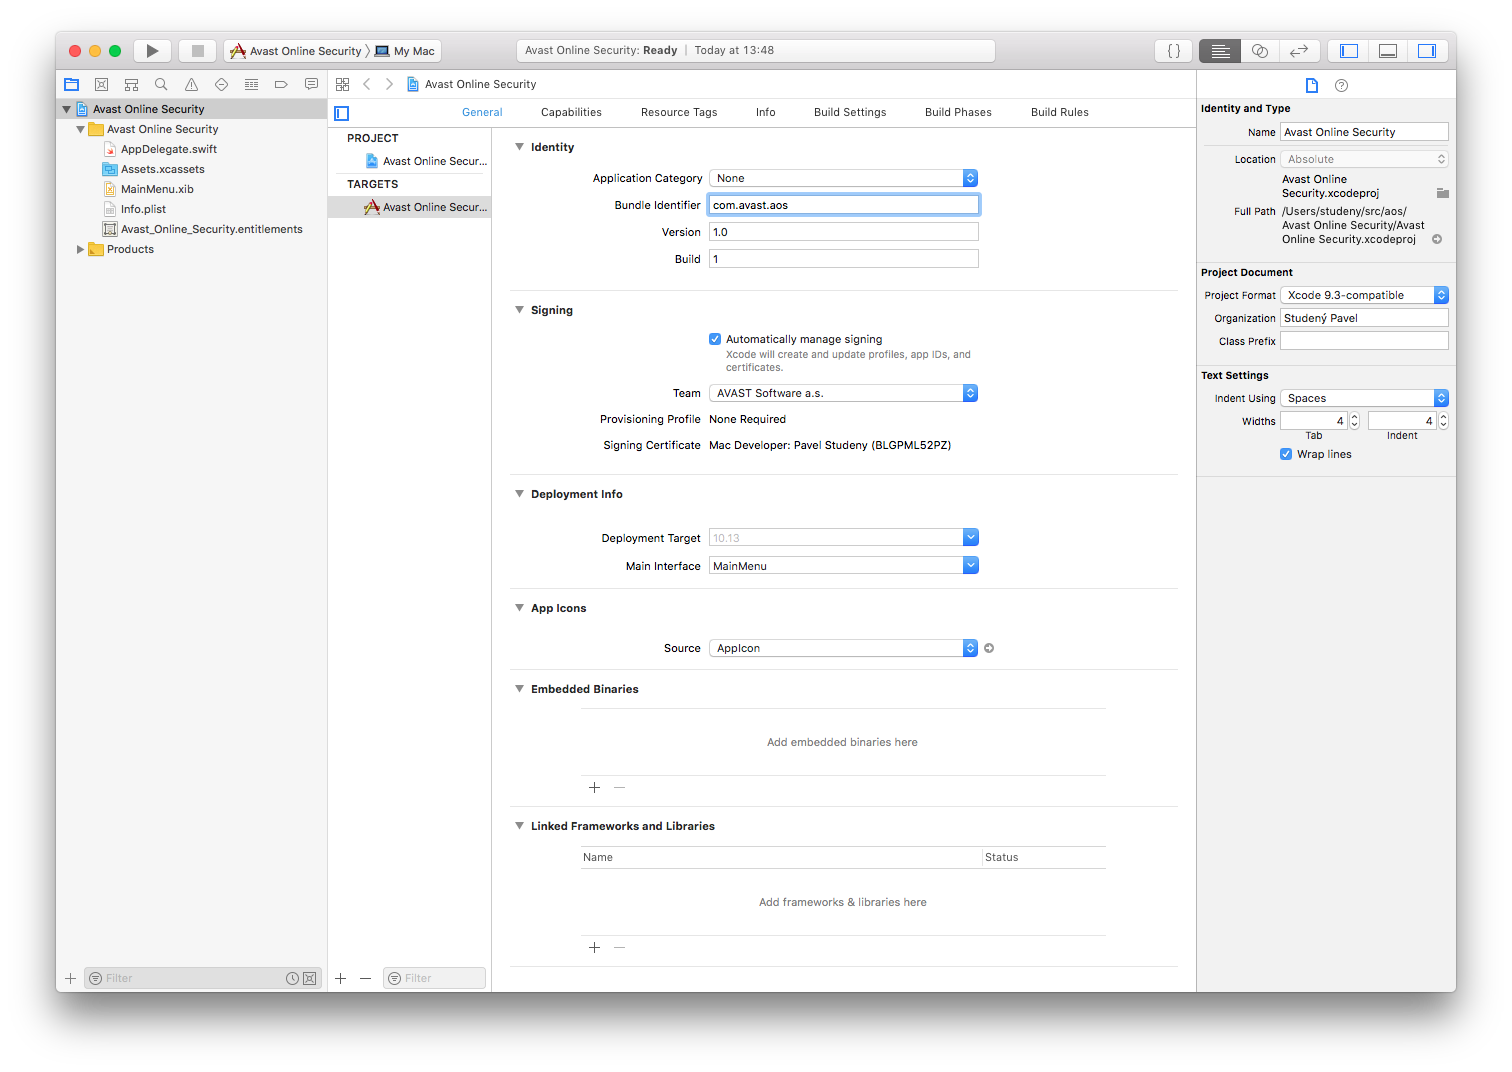 Avast Online Security 〉 My Mac
Avast Online Security: Ready | Today at 13:48
{ }
Avast Online Security
Avast Online Security
AppDelegate.swift
Assets.xcassets
MainMenu.xib
Info.plist
Avast_Online_Security.entitlements
Products
Filter
Avast Online Security
General Capabilities Resource Tags Info Build Settings Build Phases Build Rules
PROJECT
Avast Online Secur...
TARGETS
Avast Online Secur...
Filter
Identity
Application Category None
Bundle Identifier com.avast.aos
Version 1.0
Build 1
Signing
Automatically manage signing
Xcode will create and update profiles, app IDs, and
certificates.
Team AVAST Software a.s.
Provisioning Profile None Required
Signing Certificate Mac Developer: Pavel Studeny (BLGPML52PZ)
Deployment Info
Deployment Target 10.13
Main Interface MainMenu
App Icons
Source AppIcon
Embedded Binaries
Add embedded binaries here
Linked Frameworks and Libraries
Name Status
Add frameworks & libraries here
Identity and Type
Name Avast Online Security
Location Absolute
Avast Online
Security.xcodeproj
Full Path /Users/studeny/src/aos/
Avast Online Security/Avast
Online Security.xcodeproj
Project Document
Project Format Xcode 9.3-compatible
Organization Studený Pavel
Class Prefix
Text Settings
Indent Using Spaces
Widths 4 4
Tab Indent
Wrap lines